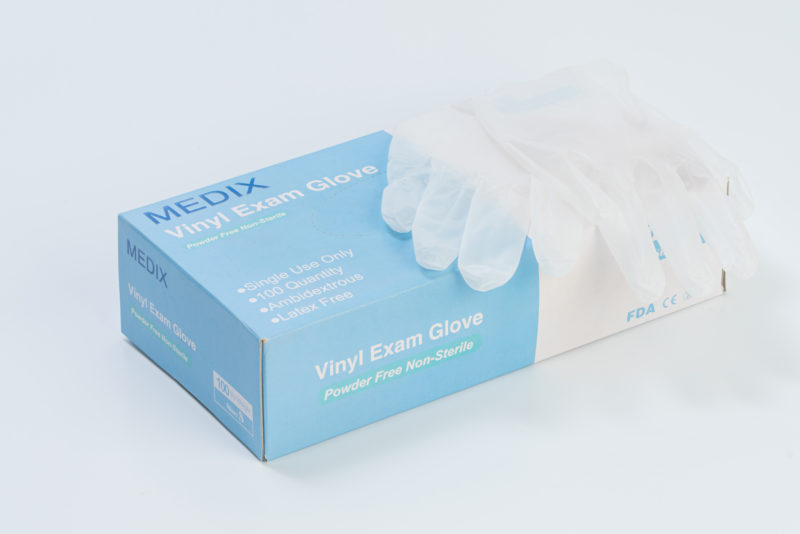 MEDIX
Vinyl Exam Glove
Powder Free Non-Sterile
•Single Use Only
•100 Quantity
•Ambidextrous
•Latex Free
MEDIX
Vinyl Exam Glove
Powder Free Non-Sterile
100
Vinyl Exam Glove
Powder Free Non-Sterile
FDA CE